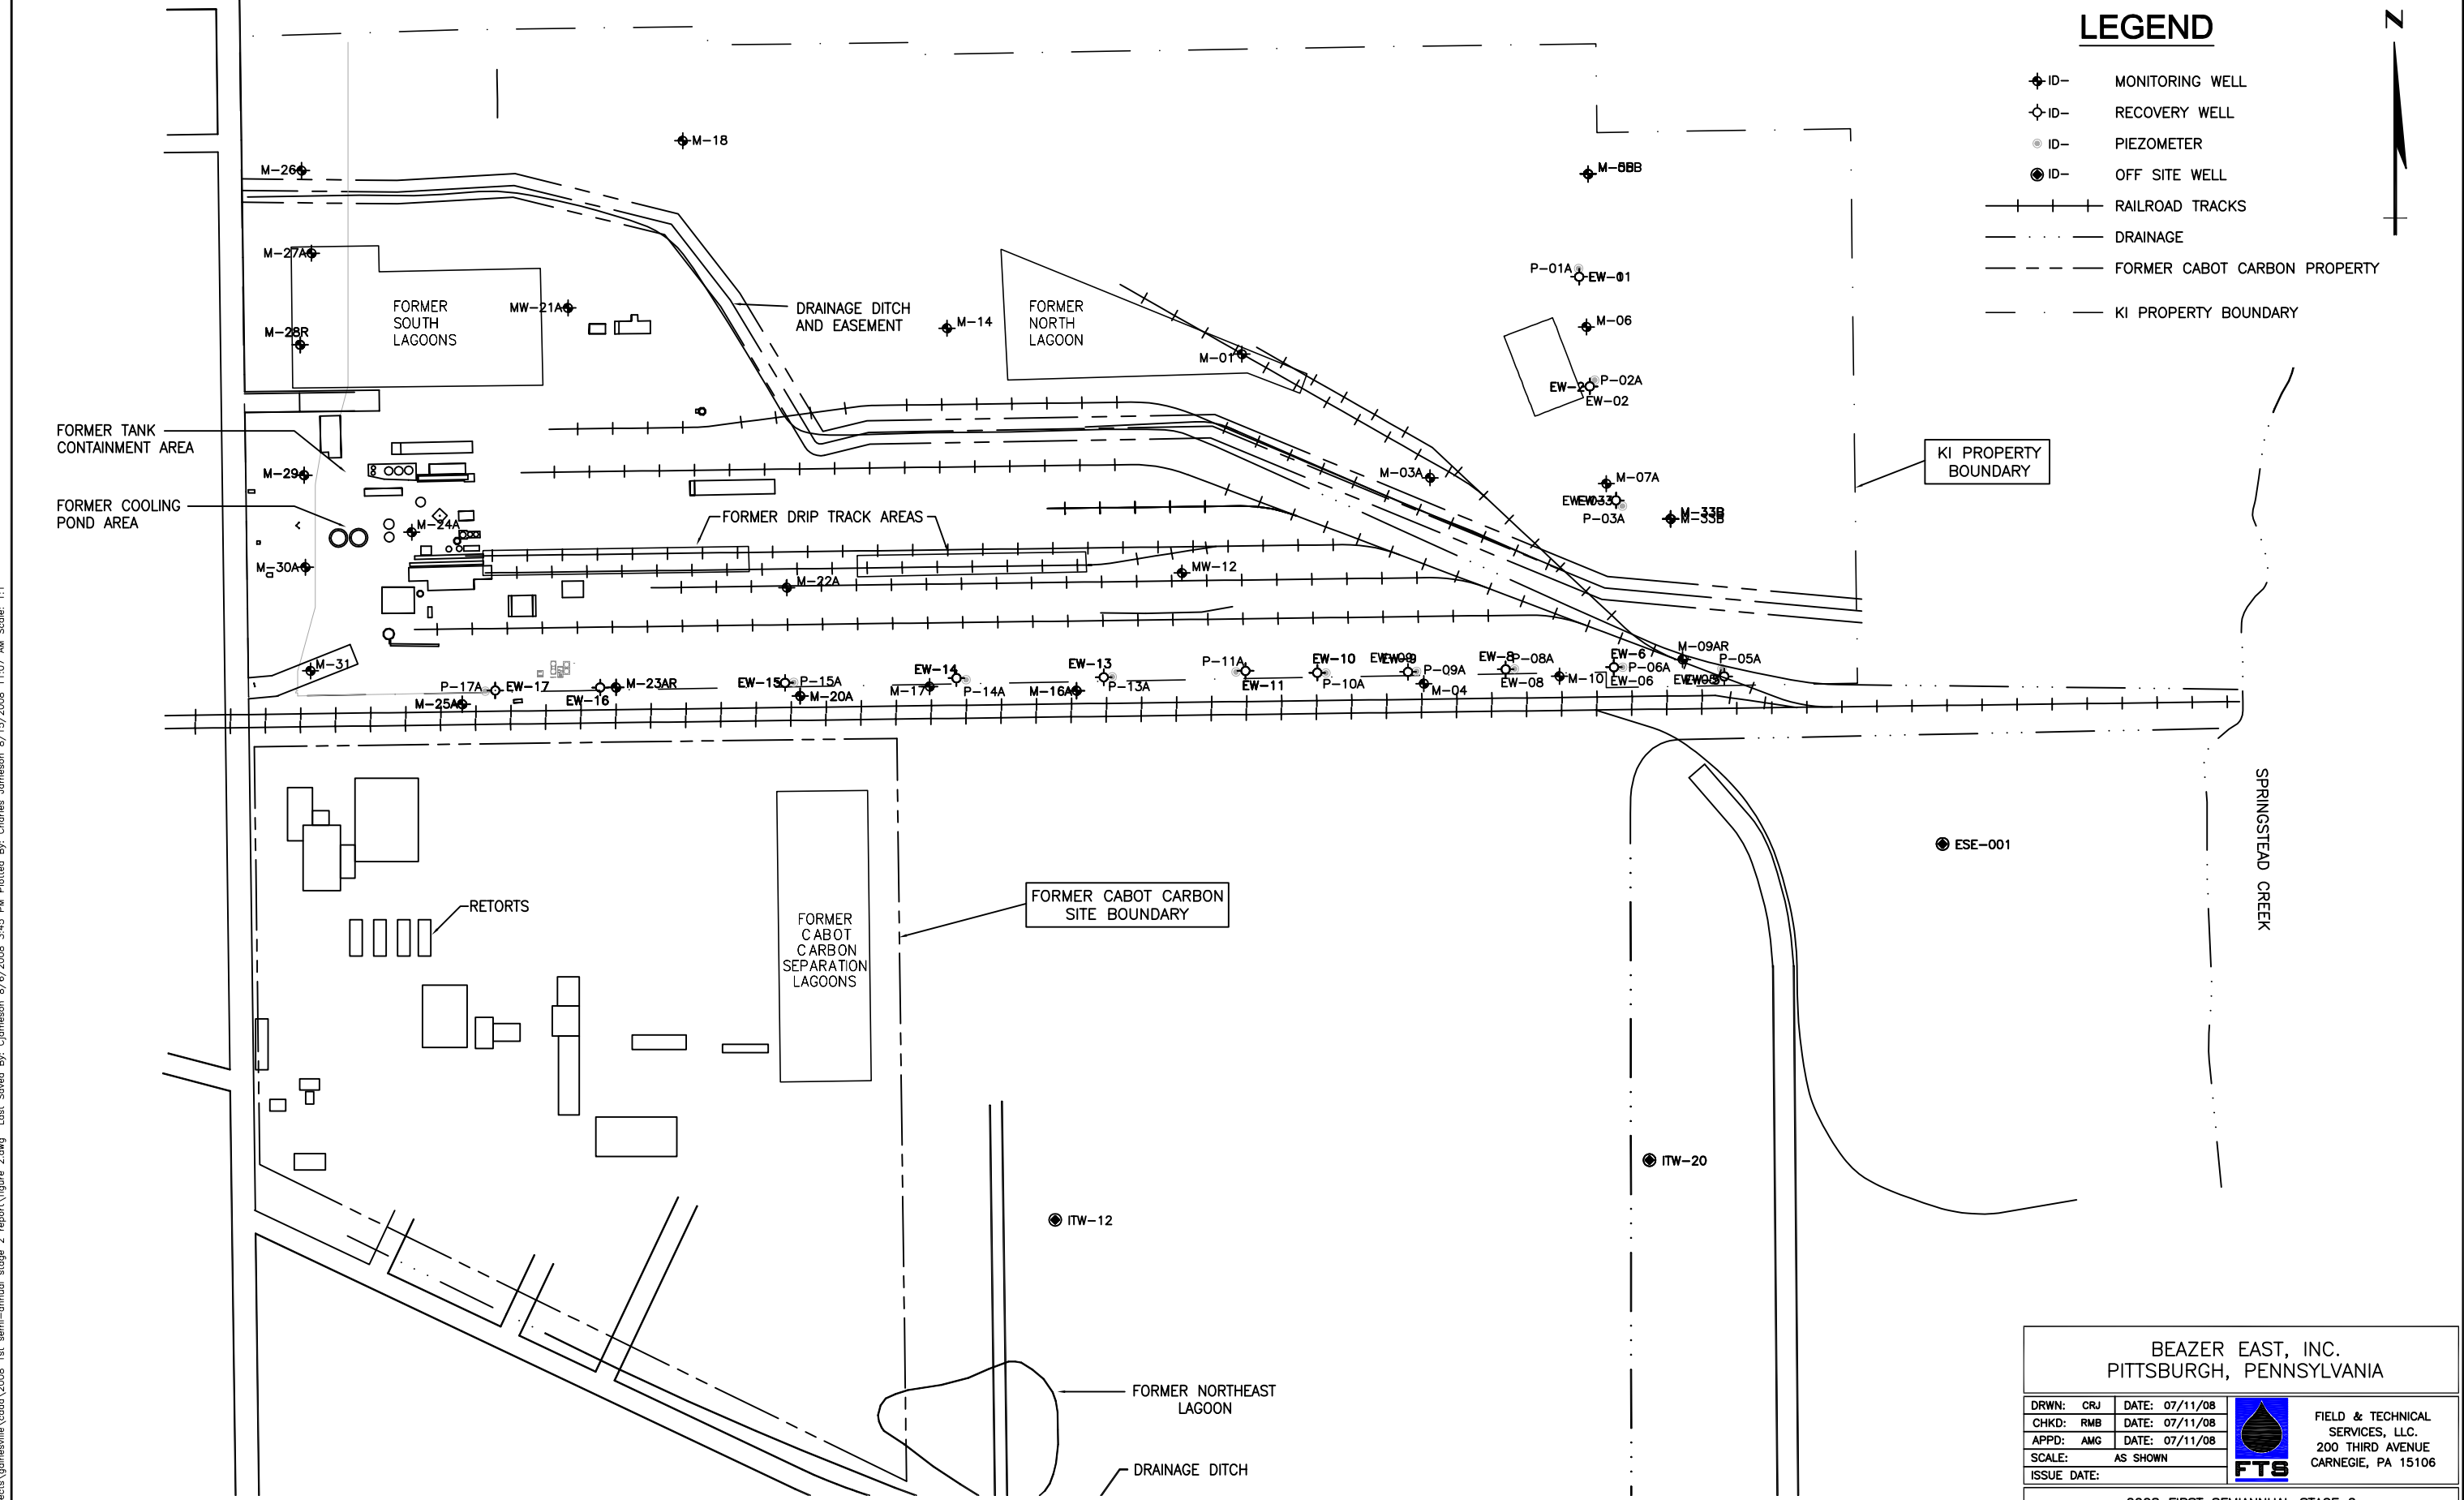 LEGEND
N
ID- MONITORING WELL
ID- RECOVERY WELL
ID- PIEZOMETER
ID- OFF SITE WELL
RAILROAD TRACKS
DRAINAGE
FORMER CABOT CARBON PROPERTY
KI PROPERTY BOUNDARY
M-18
M-26
M-27A
M-28R
FORMER
SOUTH
LAGOONS
MW-21A
DRAINAGE DITCH
AND EASEMENT
M-14
FORMER
NORTH
LAGOON
M-01
P-01A
M-06
P-02A
EW-02
KI PROPERTY
BOUNDARY
FORMER TANK
CONTAINMENT AREA
FORMER COOLING
POND AREA
M-29
M-24A
M-30A
FORMER DRIP TRACK AREAS
M-22A
MW-12
M-03A
M-07A
P-03A
M-33B
M-31
P-17A
EW-17
M-25A
EW-16
M-23AR
EW-15
P-15A
M-20A
EW-14
M-17
P-14A
EW-13
M-16A
P-13A
P-11A
EW-11
EW-10
P-10A
P-09A
M-04
EW-8
P-08A
EW-08
M-10
EW-6
P-06A
EW-06
M-09AR
P-05A
SPRINGSTEAD CREEK
ESE-001
RETORTS
FORMER
CABOT
CARBON
SEPARATION
LAGOONS
FORMER CABOT CARBON
SITE BOUNDARY
ITW-20
ITW-12
FORMER NORTHEAST
LAGOON
DRAINAGE DITCH
BEAZER EAST, INC.
PITTSBURGH, PENNSYLVANIA
DRWN: CRJ DATE: 07/11/08
CHKD: RMB DATE: 07/11/08
APPD: AMG DATE: 07/11/08
SCALE: AS SHOWN
ISSUE DATE:
FTS
FIELD & TECHNICAL
SERVICES, LLC.
200 THIRD AVENUE
CARNEGIE, PA 15106